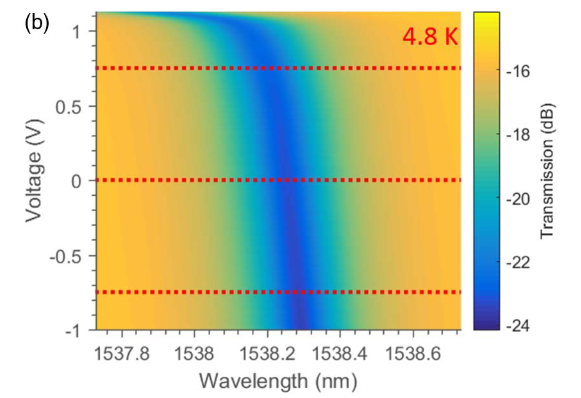 (b)
4.8 K
1
0.5
0
-0.5
-1
Voltage (V)
1537.8 1538 1538.2 1538.4 1538.6
Wavelength (nm)
-16
-18
-20
-22
-24
Transmission (dB)